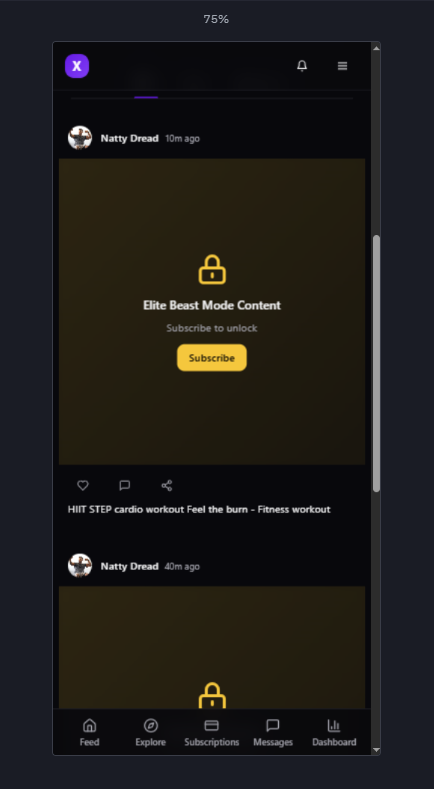 75%
X
Natty Dread 10m ago
Elite Beast Mode Content
Subscribe to unlock
Subscribe
HIIT STEP cardio workout Feel the burn - Fitness workout
Natty Dread 40m ago
Feed Explore Subscriptions Messages Dashboard